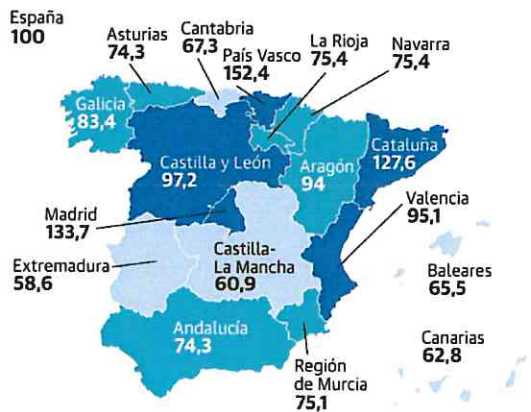 España
100
Asturias
74,3
Cantabria
67,3
País Vasco
152,4
La Rioja
75,4
Navarra
75,4
Galicia
83,4
Castilla y León
97,2
Aragón
94
Cataluña
127,6
Madrid
133,7
Valencia
95,1
Extremadura
58,6
Castilla-
La Mancha
60,9
Baleares
65,5
Andalucía
74,3
Región
de Murcia
75,1
Canarias
62,8